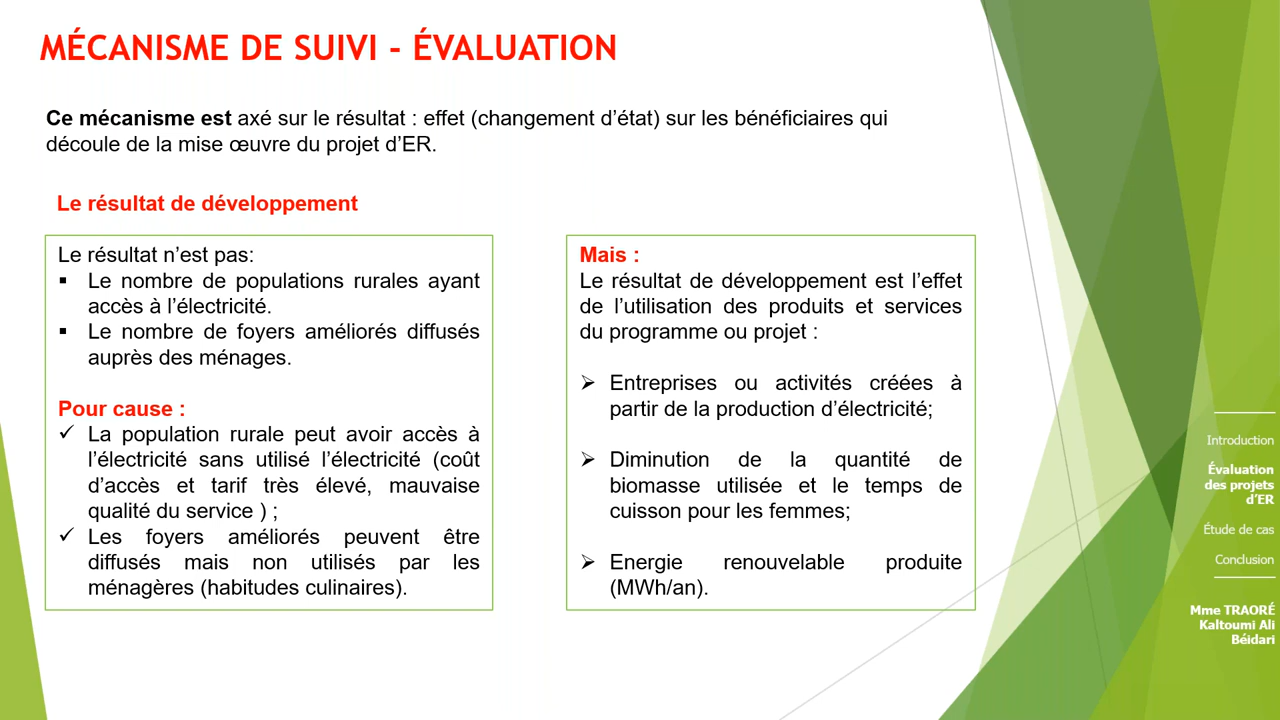 MÉCANISME DE SUIVI - ÉVALUATION
Ce mécanisme est axé sur le résultat : effet (changement d'état) sur les bénéficiaires qui
découle de la mise œuvre du projet d'ER.
Le résultat de développement
Le résultat n'est pas:
▪ Le nombre de populations rurales ayant
accès à l'électricité.
▪ Le nombre de foyers améliorés diffusés
auprès des ménages.
Pour cause :
✓ La population rurale peut avoir accès à
l'électricité sans utilisé l'électricité (coût
d'accès et tarif très élevé, mauvaise
qualité du service ) ;
✓ Les foyers améliorés peuvent être
diffusés mais non utilisés par les
ménagères (habitudes culinaires).
Mais :
Le résultat de développement est l'effet
de l'utilisation des produits et services
du programme ou projet :
➢ Entreprises ou activités créées à
partir de la production d'électricité;
➢ Diminution de la quantité de
biomasse utilisée et le temps de
cuisson pour les femmes;
➢ Energie renouvelable produite
(MWh/an).
Introduction
Évaluation
des projets
d'ER
Étude de cas
Conclusion
Mme TRAORÉ
Kaltoumi Ali
Béidari